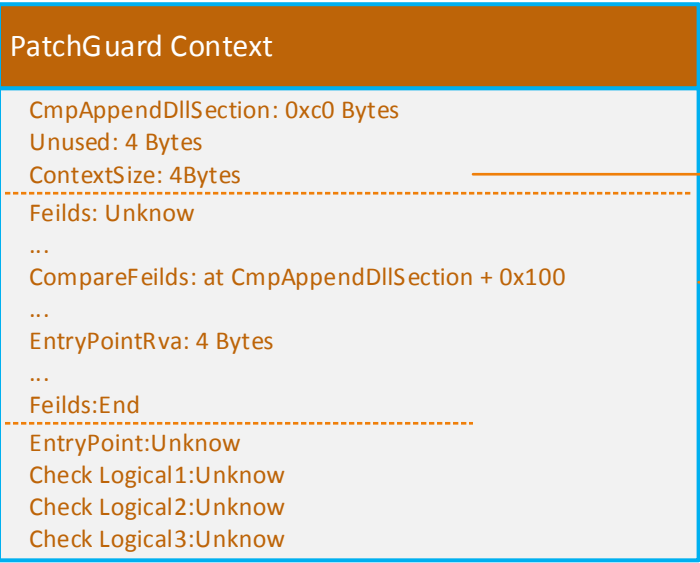 PatchGuard Context
CmpAppendDllSection: 0xc0 Bytes
Unused: 4 Bytes
ContextSize: 4Bytes
Feilds: Unknow
...
CompareFeilds: at CmpAppendDllSection + 0x100
...
EntryPointRva: 4 Bytes
...
Feilds:End
EntryPoint:Unknow
Check Logical1:Unknow
Check Logical2:Unknow
Check Logical3:Unknow